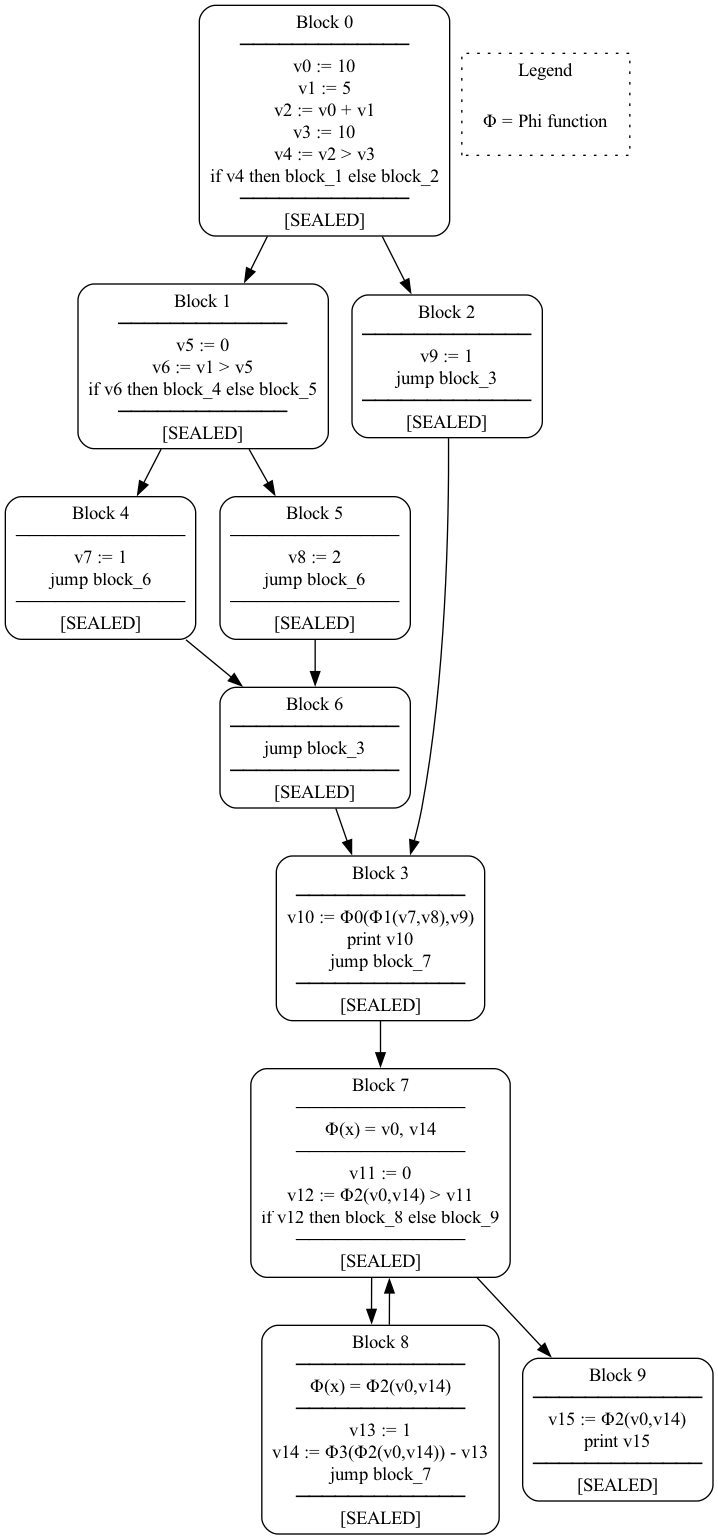 Block 0
v0 := 10
v1 := 5
v2 := v0 + v1
v3 := 10
v4 := v2 > v3
if v4 then block_1 else block_2
[SEALED]
Legend
Φ = Phi function
Block 1
v5 := 0
v6 := v1 > v5
if v6 then block_4 else block_5
[SEALED]
Block 2
v9 := 1
jump block_3
[SEALED]
Block 4
v7 := 1
jump block_6
[SEALED]
Block 5
v8 := 2
jump block_6
[SEALED]
Block 6
jump block_3
[SEALED]
Block 3
v10 := Φ0(Φ1(v7,v8),v9)
print v10
jump block_7
[SEALED]
Block 7
Φ(x) = v0, v14
v11 := 0
v12 := Φ2(v0,v14) > v11
if v12 then block_8 else block_9
[SEALED]
Block 8
Φ(x) = Φ2(v0,v14)
v13 := 1
v14 := Φ3(Φ2(v0,v14)) - v13
jump block_7
[SEALED]
Block 9
v15 := Φ2(v0,v14)
print v15
[SEALED]